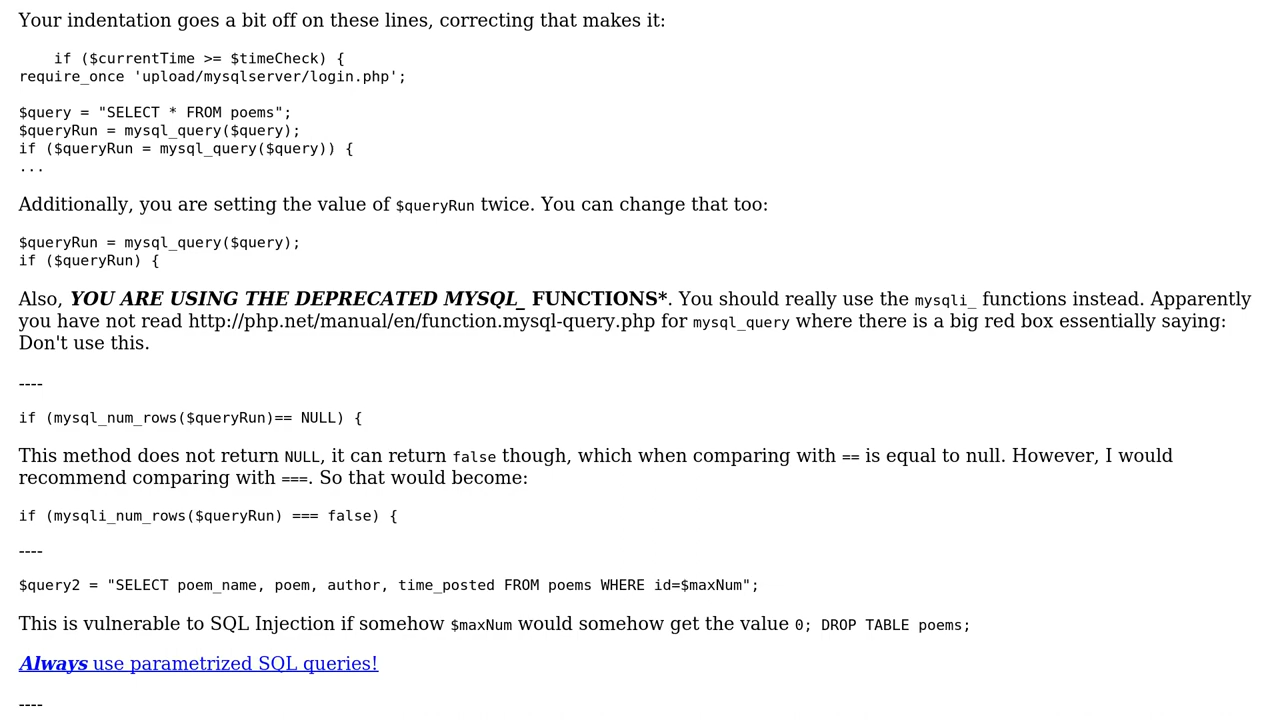 Your indentation goes a bit off on these lines, correcting that makes it:
    if ($currentTime >= $timeCheck) {
require_once 'upload/mysqlserver/login.php';
$query = "SELECT * FROM poems";
$queryRun = mysql_query($query);
if ($queryRun = mysql_query($query)) {
...
Additionally, you are setting the value of $queryRun twice. You can change that too:
$queryRun = mysql_query($query);
if ($queryRun) {
Also, YOU ARE USING THE DEPRECATED MYSQL_ FUNCTIONS*. You should really use the mysqli_ functions instead. Apparently
you have not read http://php.net/manual/en/function.mysql-query.php for mysql_query where there is a big red box essentially saying:
Don't use this.
----
if (mysql_num_rows($queryRun)== NULL) {
This method does not return NULL, it can return false though, which when comparing with == is equal to null. However, I would
recommend comparing with ===. So that would become:
if (mysqli_num_rows($queryRun) === false) {
----
$query2 = "SELECT poem_name, poem, author, time_posted FROM poems WHERE id=$maxNum";
This is vulnerable to SQL Injection if somehow $maxNum would somehow get the value 0; DROP TABLE poems;
Always use parametrized SQL queries!
----